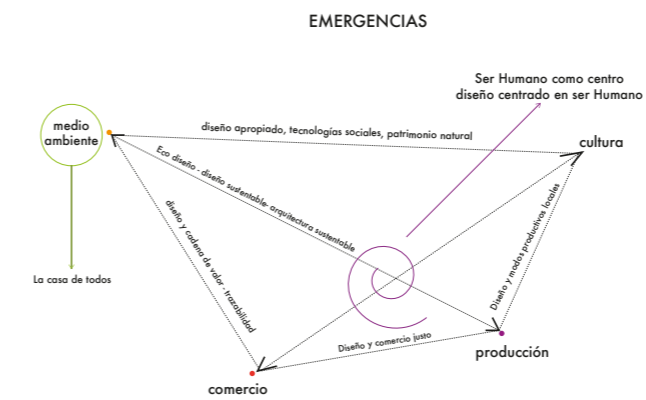 EMERGENCIAS
Ser Humano como centro
diseño centrado en ser Humano
medio
ambiente
diseño apropiado, tecnologías sociales, patrimonio natural
cultura
Eco diseño - diseño sustentable- arquitectura sustentable
diseño y cadena de valor - trazabilidad
Diseño y modos productivos locales
La casa de todos
Diseño y comercio justo
producción
comercio